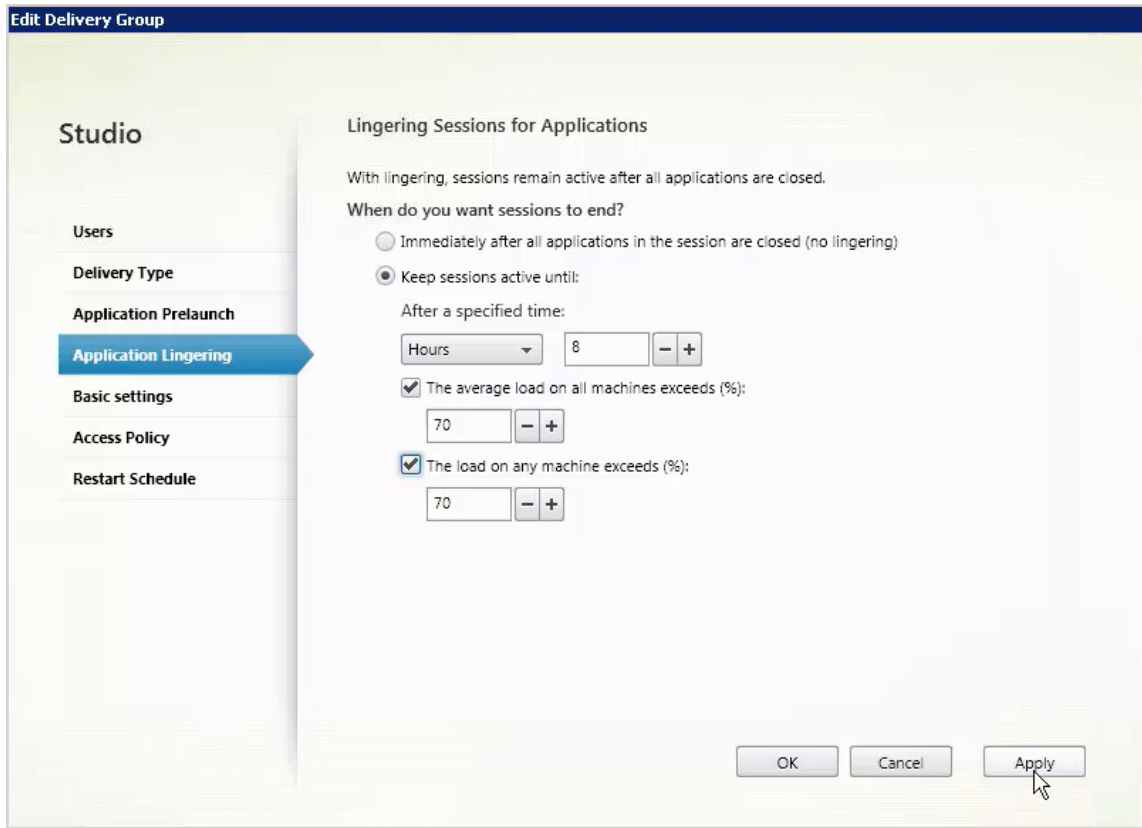 Edit Delivery Group
Studio
Users
Delivery Type
Application Prelaunch
Application Lingering
Basic settings
Access Policy
Restart Schedule
Lingering Sessions for Applications
With lingering, sessions remain active after all applications are closed.
When do you want sessions to end?
Immediately after all applications in the session are closed (no lingering)
Keep sessions active until:
After a specified time:
Hours 8 − +
The average load on all machines exceeds (%):
70 − +
The load on any machine exceeds (%):
70 − +
OK Cancel Apply